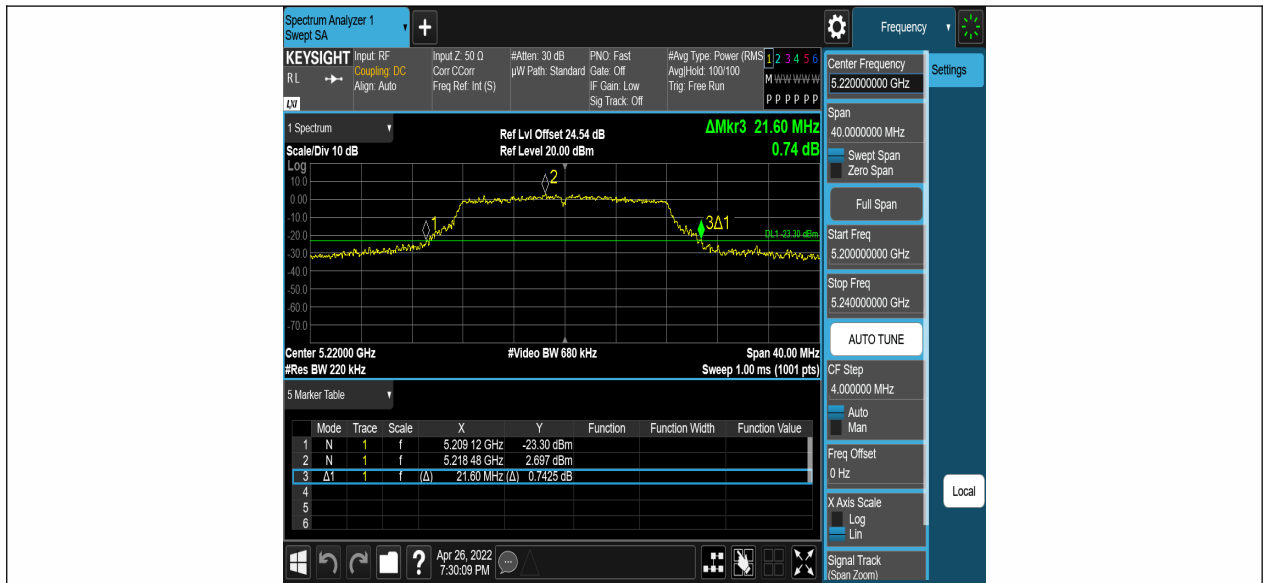 Spectrum Analyzer 1
Swept SA
+
Frequency
KEYSIGHT
RL
LXI
Input: RF
Coupling: DC
Align: Auto
Input Z: 50 Ω
Corr CCorr
Freq Ref: Int (S)
#Atten: 30 dB
µW Path: Standard
PNO: Fast
Gate: Off
IF Gain: Low
Sig Track: Off
#Avg Type: Power (RMS
Avg|Hold: 100/100
Trig: Free Run
1 2 3 4 5 6
M W W W W W
P P P P P P
1 Spectrum
Scale/Div 10 dB
Ref Lvl Offset 24.54 dB
Ref Level 20.00 dBm
ΔMkr3 21.60 MHz
0.74 dB
Log
10.0
0.00
-10.0
-20.0
-30.0
-40.0
-50.0
-60.0
-70.0
1
2
3Δ1
DL1 -23.30 dBm
Center 5.22000 GHz
#Video BW 680 kHz
Span 40.00 MHz
#Res BW 220 kHz
Sweep 1.00 ms (1001 pts)
5 Marker Table
Mode Trace Scale X Y Function Function Width Function Value
1 N 1 f 5.209 12 GHz -23.30 dBm
2 N 1 f 5.218 48 GHz 2.697 dBm
3 Δ1 1 f (Δ) 21.60 MHz (Δ) 0.7425 dB
4
5
6
?
Apr 26, 2022
7:30:09 PM
Center Frequency
5.220000000 GHz
Settings
Span
40.0000000 MHz
Swept Span
Zero Span
Full Span
Start Freq
5.200000000 GHz
Stop Freq
5.240000000 GHz
AUTO TUNE
CF Step
4.000000 MHz
Auto
Man
Freq Offset
0 Hz
Local
X Axis Scale
Log
Lin
Signal Track
(Span Zoom)